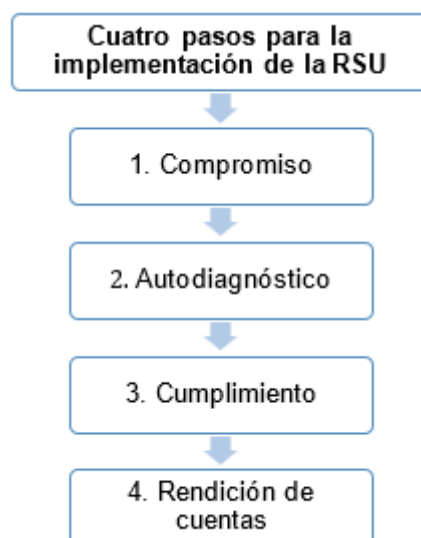 Cuatro pasos para la
implementación de la RSU
1. Compromiso
2. Autodiagnóstico
3. Cumplimiento
4. Rendición de
cuentas